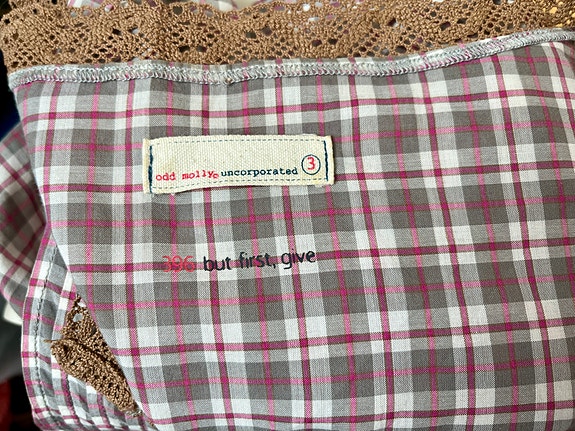 odd molly© uncorporated 3
396 but first, give